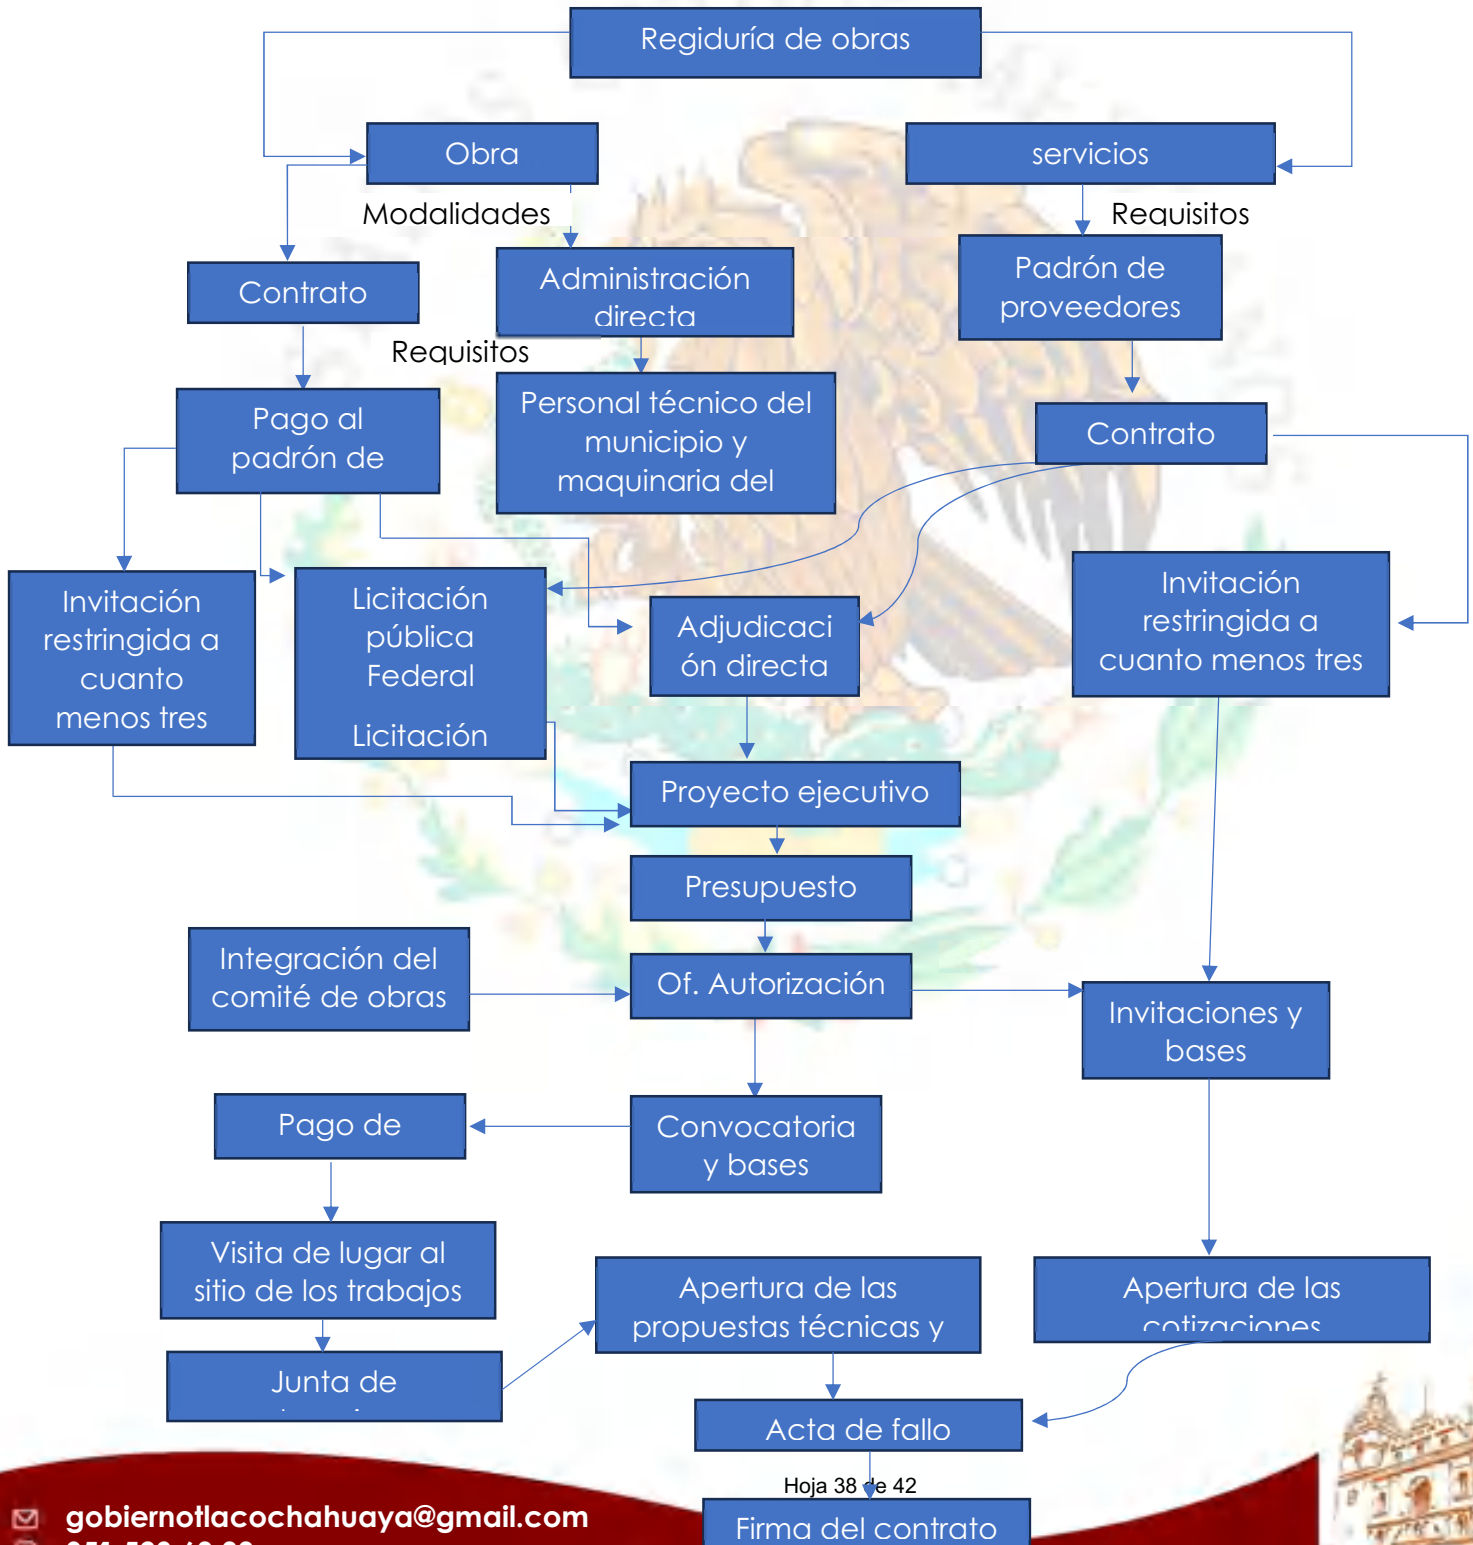 Regiduría de obras
Obra
servicios
Modalidades
Requisitos
Contrato
Administración
directa
Padrón de
proveedores
Requisitos
Pago al
padrón de
Personal técnico del
municipio y
maquinaria del
Contrato
Invitación
restringida a
cuanto
menos tres
Licitación
pública
Federal
Licitación
Adjudicaci
ón directa
Invitación
restringida a
cuanto menos tres
Proyecto ejecutivo
Presupuesto
Integración del
comité de obras
Of. Autorización
Invitaciones y
bases
Pago de
Convocatoria
y bases
Visita de lugar al
sitio de los trabajos
Apertura de las
propuestas técnicas y
Apertura de las
cotizaciones
Junta de
Acta de fallo
Hoja 38 de 42
Firma del contrato
gobiernotlacochahuaya@gmail.com